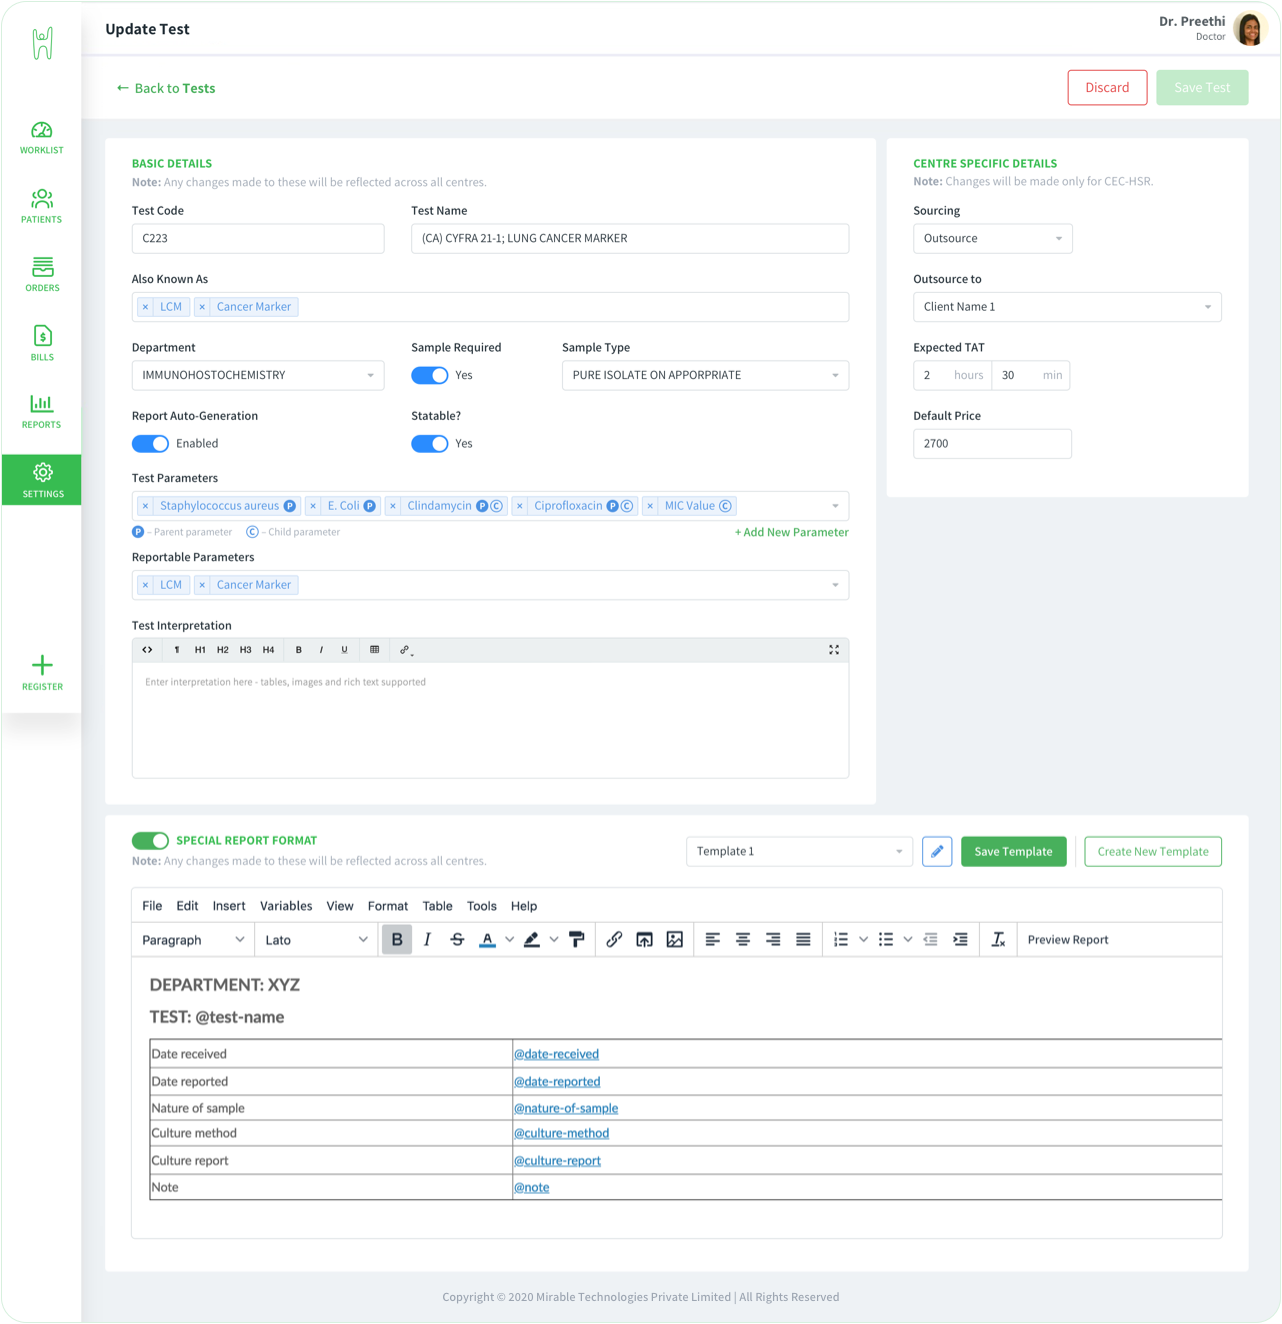 Update Test
Dr. Preethi
Doctor
← Back to Tests
Discard
Save Test
WORKLIST
PATIENTS
ORDERS
BILLS
REPORTS
SETTINGS
REGISTER
BASIC DETAILS
Note: Any changes made to these will be reflected across all centres.
Test Code
Test Name
C223
(CA) CYFRA 21-1; LUNG CANCER MARKER
Also Known As
× LCM × Cancer Marker
Department
Sample Required
Sample Type
IMMUNOHOSTOCHEMISTRY
Yes
PURE ISOLATE ON APPORPRIATE
Report Auto-Generation
Statable?
Enabled
Yes
Test Parameters
× Staphylococcus aureus P × E. Coli P × Clindamycin P C × Ciprofloxacin P C × MIC Value C
P – Parent parameter C – Child parameter
+ Add New Parameter
Reportable Parameters
× LCM × Cancer Marker
Test Interpretation
<> ¶ H1 H2 H3 H4 B I U
Enter interpretation here - tables, images and rich text supported
CENTRE SPECIFIC DETAILS
Note: Changes will be made only for CEC-HSR.
Sourcing
Outsource
Outsource to
Client Name 1
Expected TAT
2 hours 30 min
Default Price
2700
SPECIAL REPORT FORMAT
Note: Any changes made to these will be reflected across all centres.
Template 1
Save Template
Create New Template
File Edit Insert Variables View Format Table Tools Help
Paragraph Lato B I S A Preview Report
DEPARTMENT: XYZ
TEST: @test-name
Date received @date-received
Date reported @date-reported
Nature of sample @nature-of-sample
Culture method @culture-method
Culture report @culture-report
Note @note
Copyright © 2020 Mirable Technologies Private Limited | All Rights Reserved